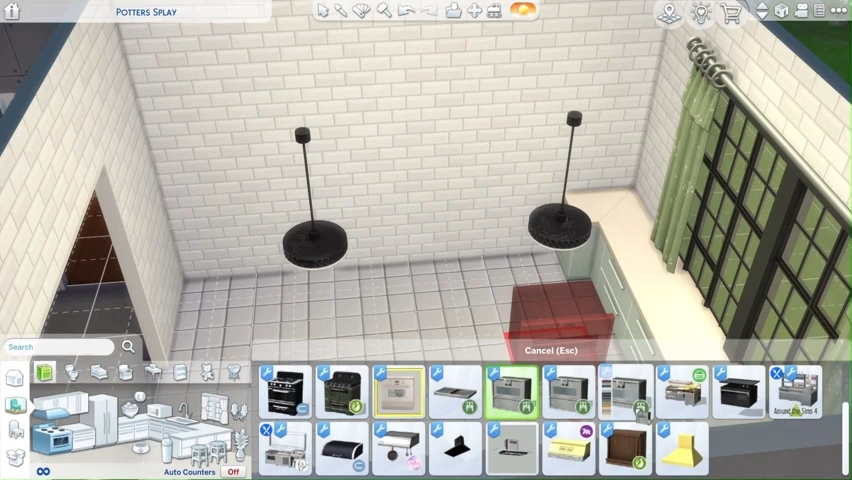 Potters Splay
Cancel (Esc)
Search
Around the Sims 4
Auto Counters
Off